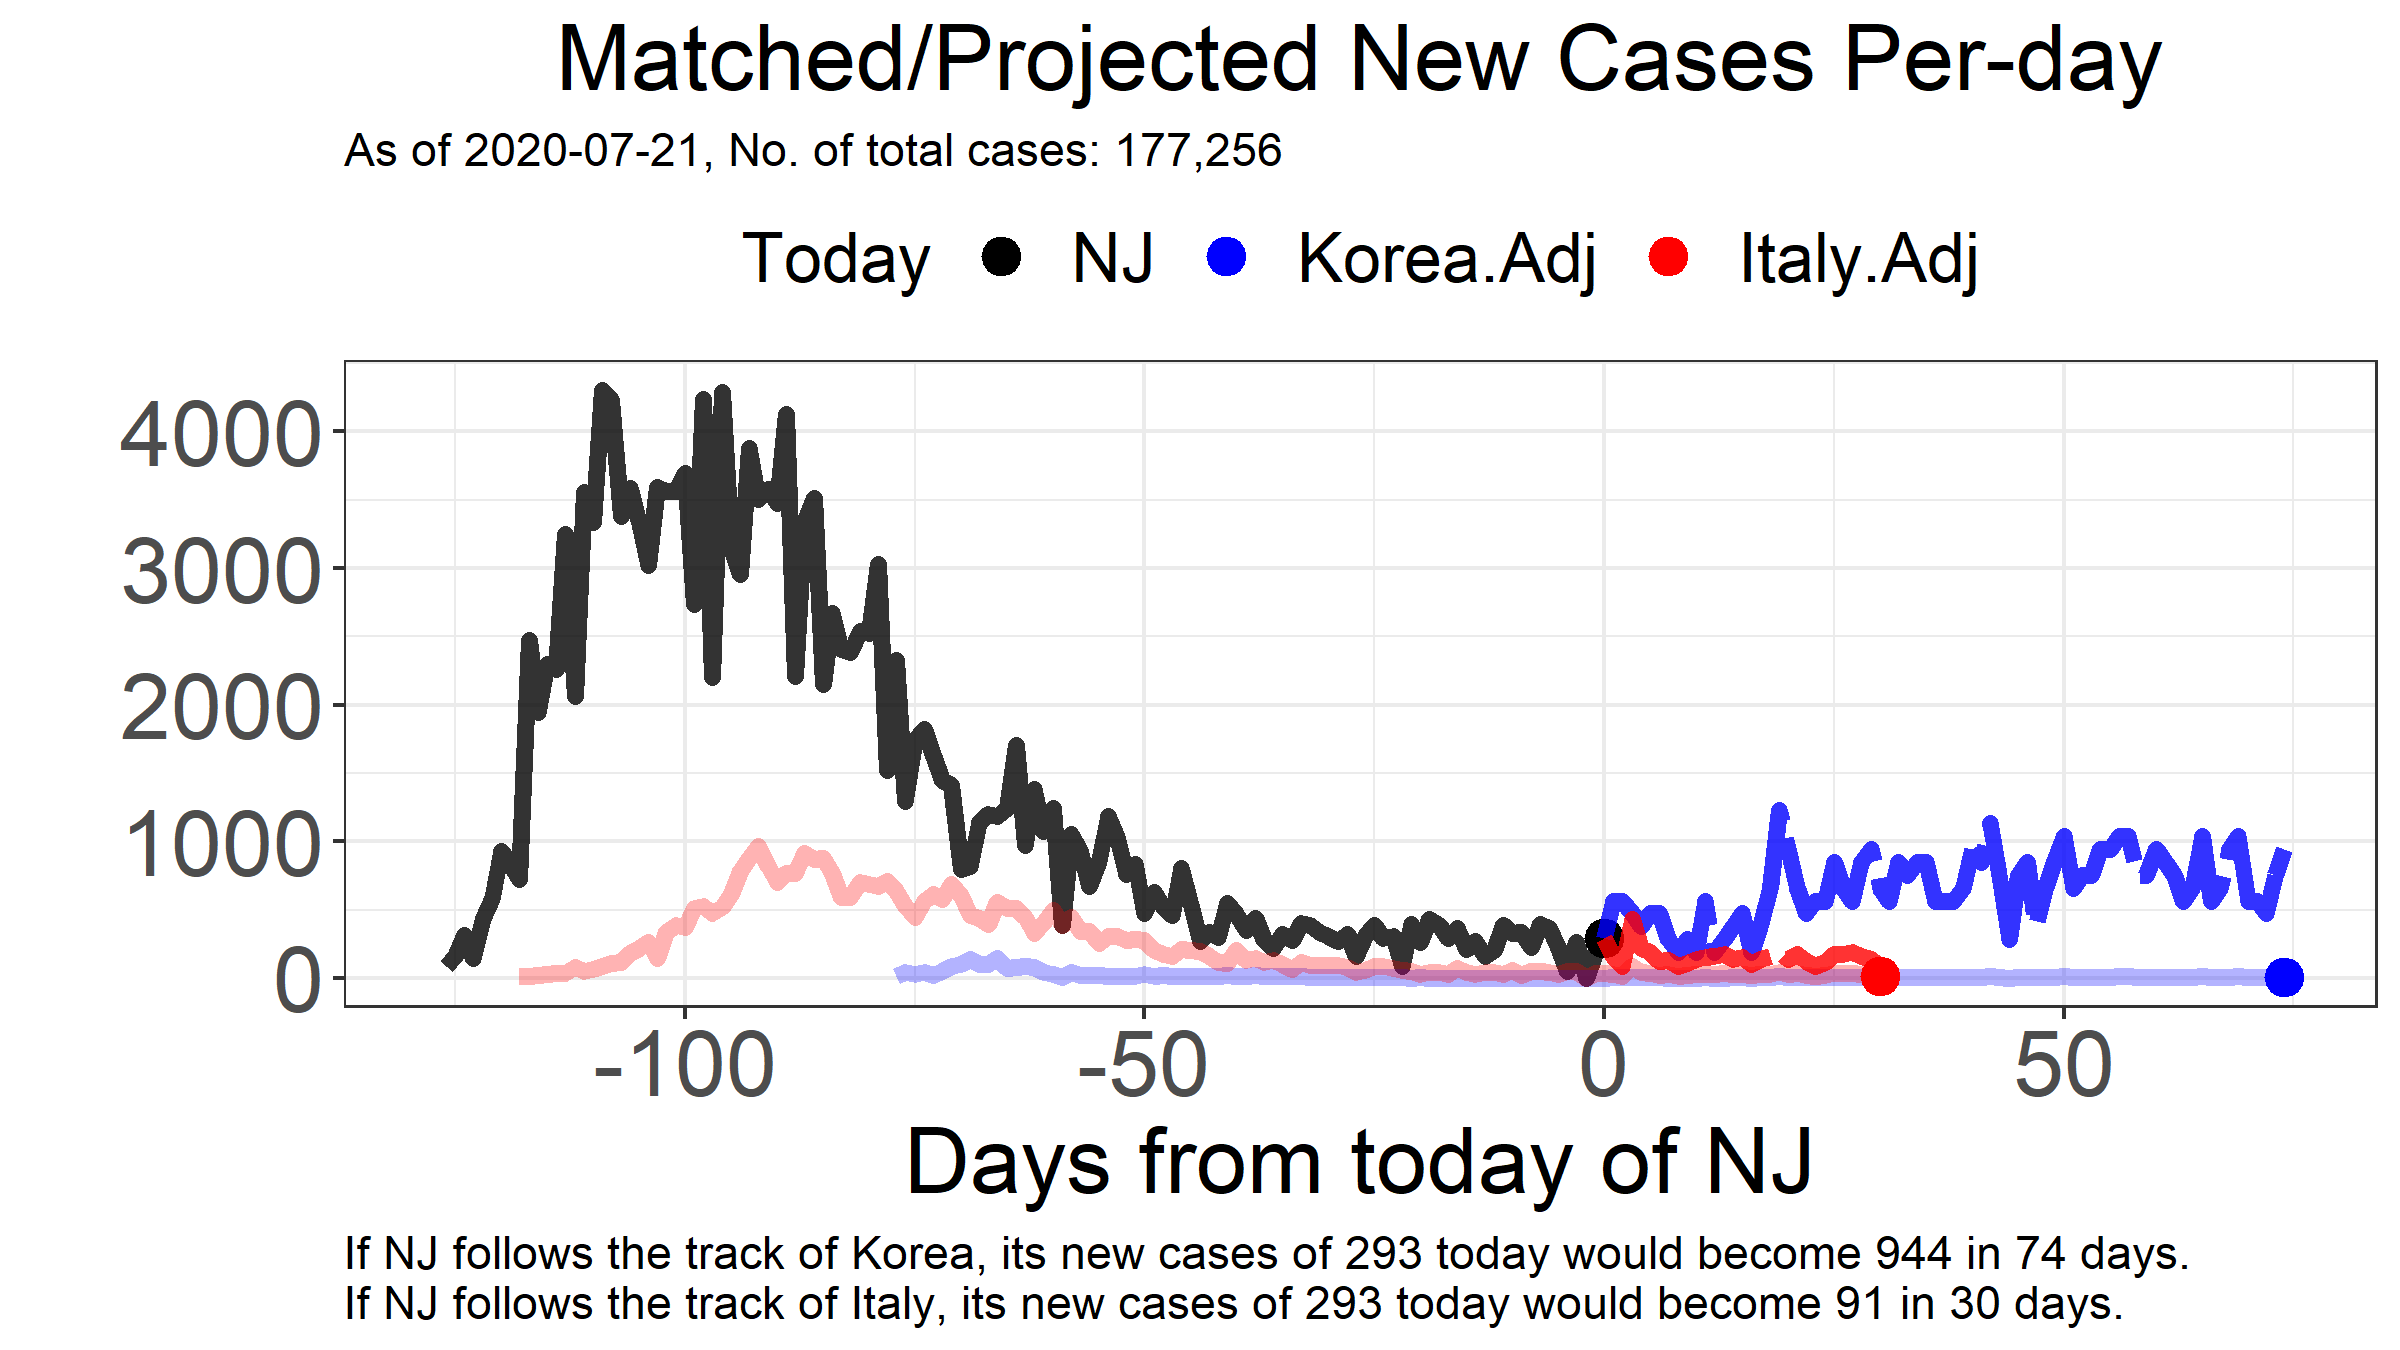 Matched/Projected New Cases Per-day
As of 2020-07-21, No. of total cases: 177,256
Today NJ Korea.Adj Italy.Adj
4000
3000
2000
1000
0
-100 -50 0 50
Days from today of NJ
If NJ follows the track of Korea, its new cases of 293 today would become 944 in 74 days.
If NJ follows the track of Italy, its new cases of 293 today would become 91 in 30 days.